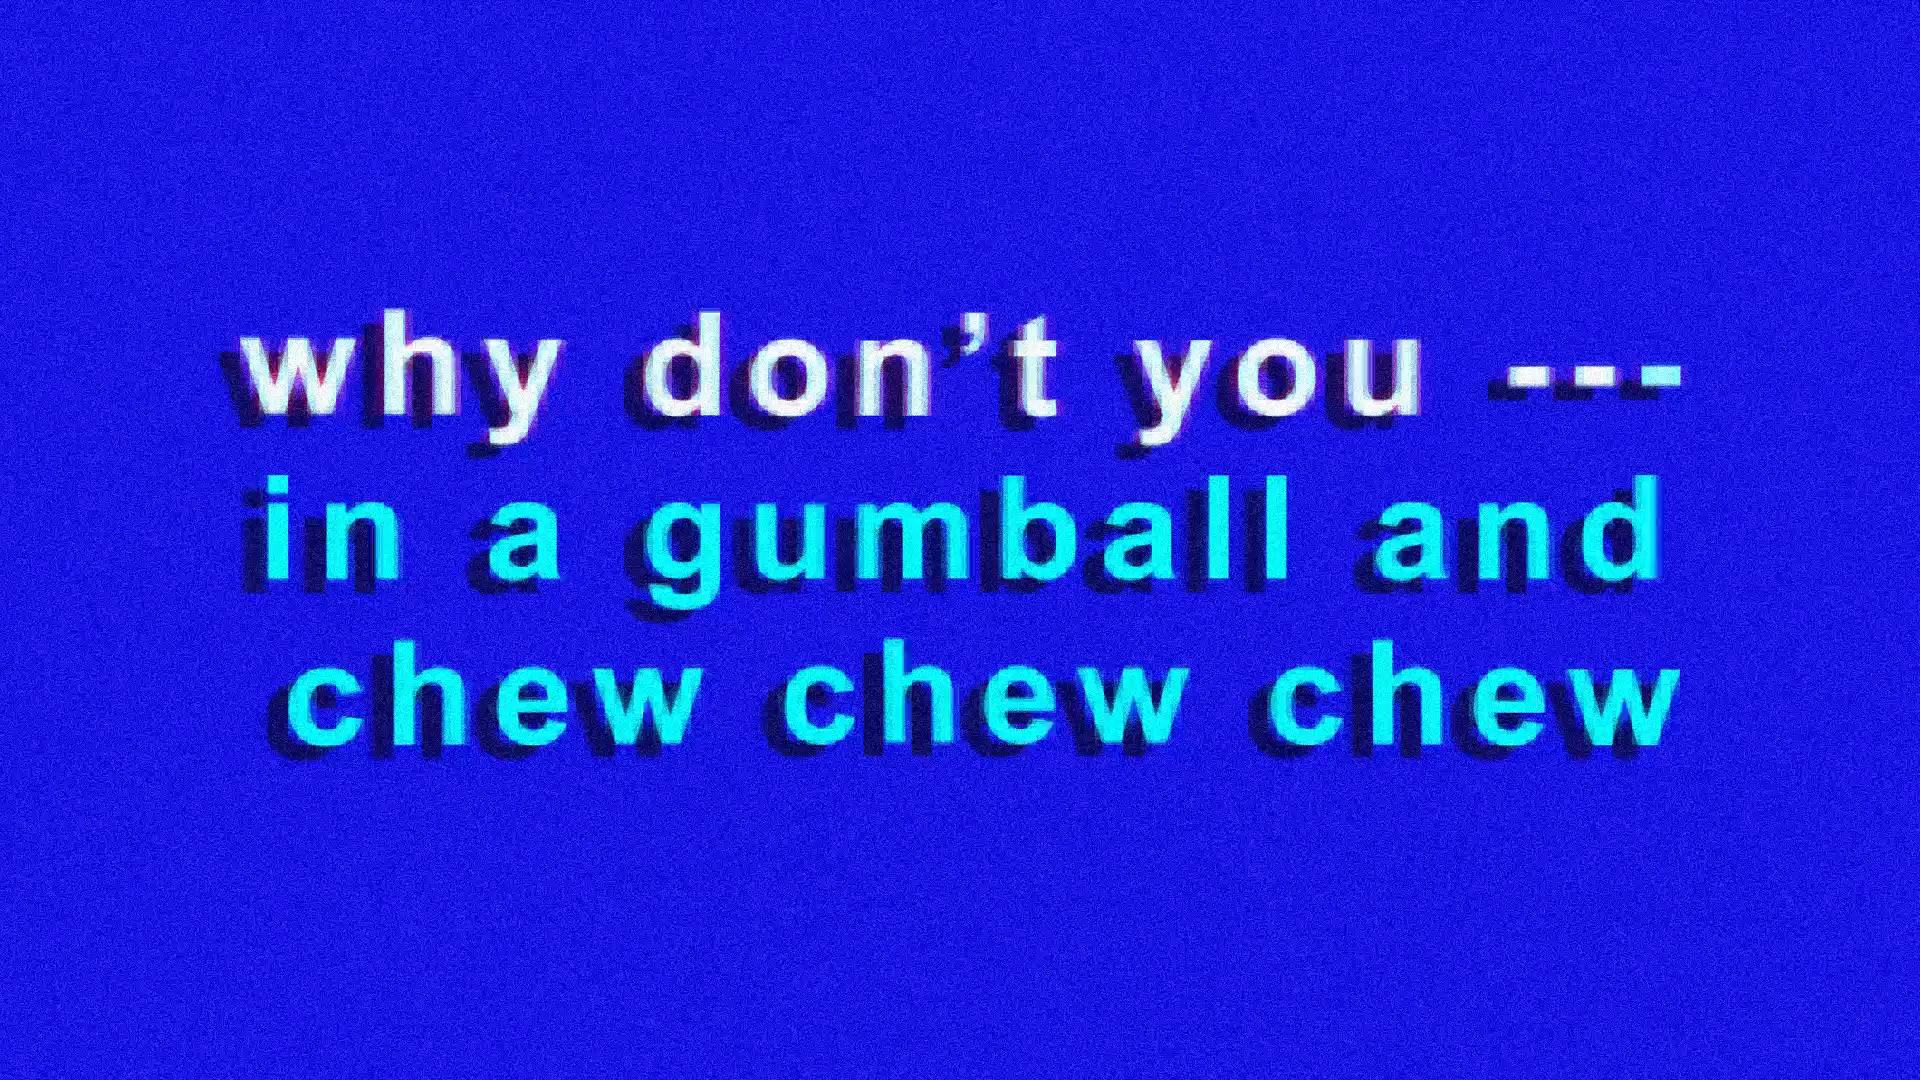 why don’t you ---
in a gumball and
chew chew chew